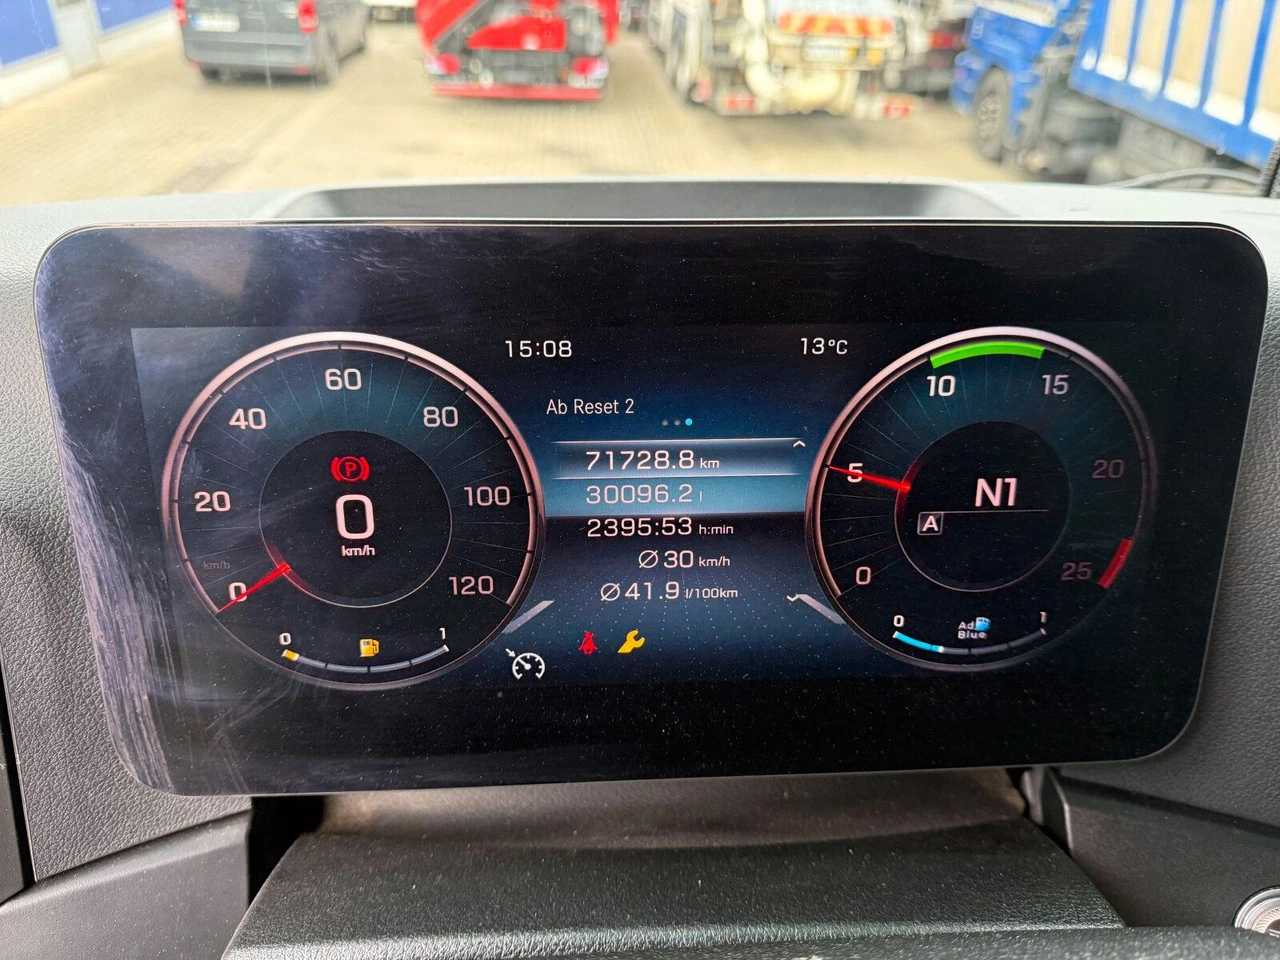 15:08
13°C
Ab Reset 2
71728.8 km
30096.2 l
2395:53 h:min
Ø30 km/h
Ø41.9 l/100km
0
20
40
60
80
100
120
km/h
P
0
km/h
0
1
0
5
10
15
20
25
N1
A
0
1
Ad
Blue